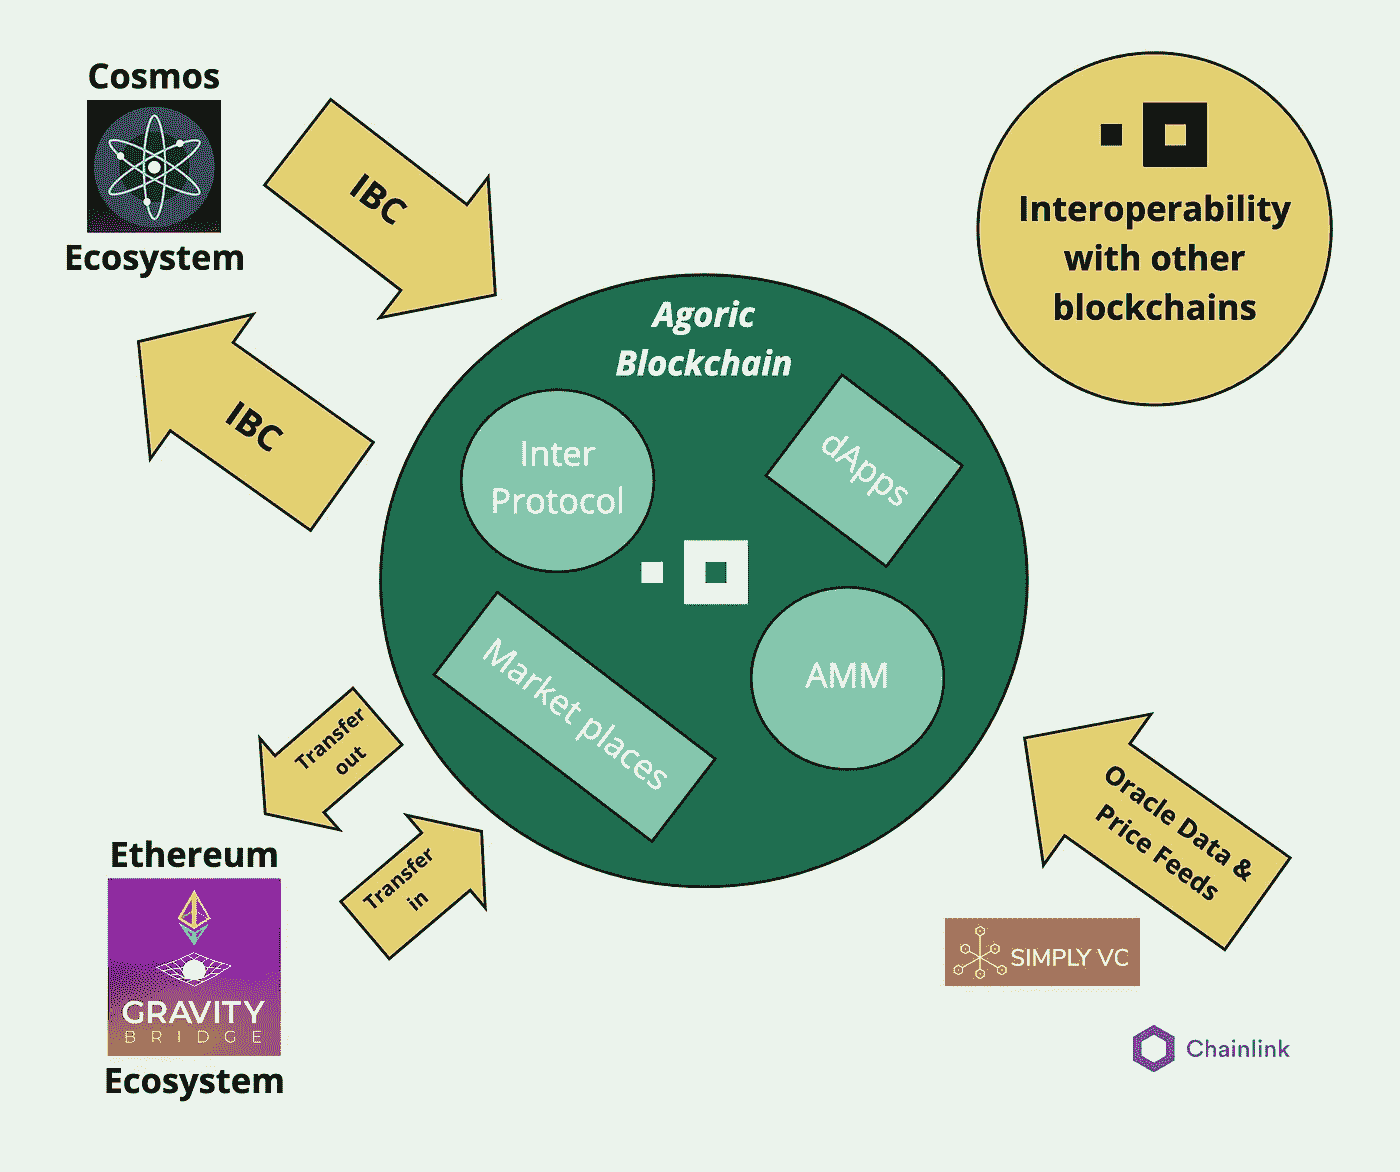 Cosmos
Ecosystem
IBC
IBC
Interoperability
with other
blockchains
Agoric
Blockchain
Inter
Protocol
dApps
Market places
AMM
Transfer
out
Transfer
in
Ethereum
GRAVITY
BRIDGE
Ecosystem
Oracle Data &
Price Feeds
SIMPLY VC
Chainlink